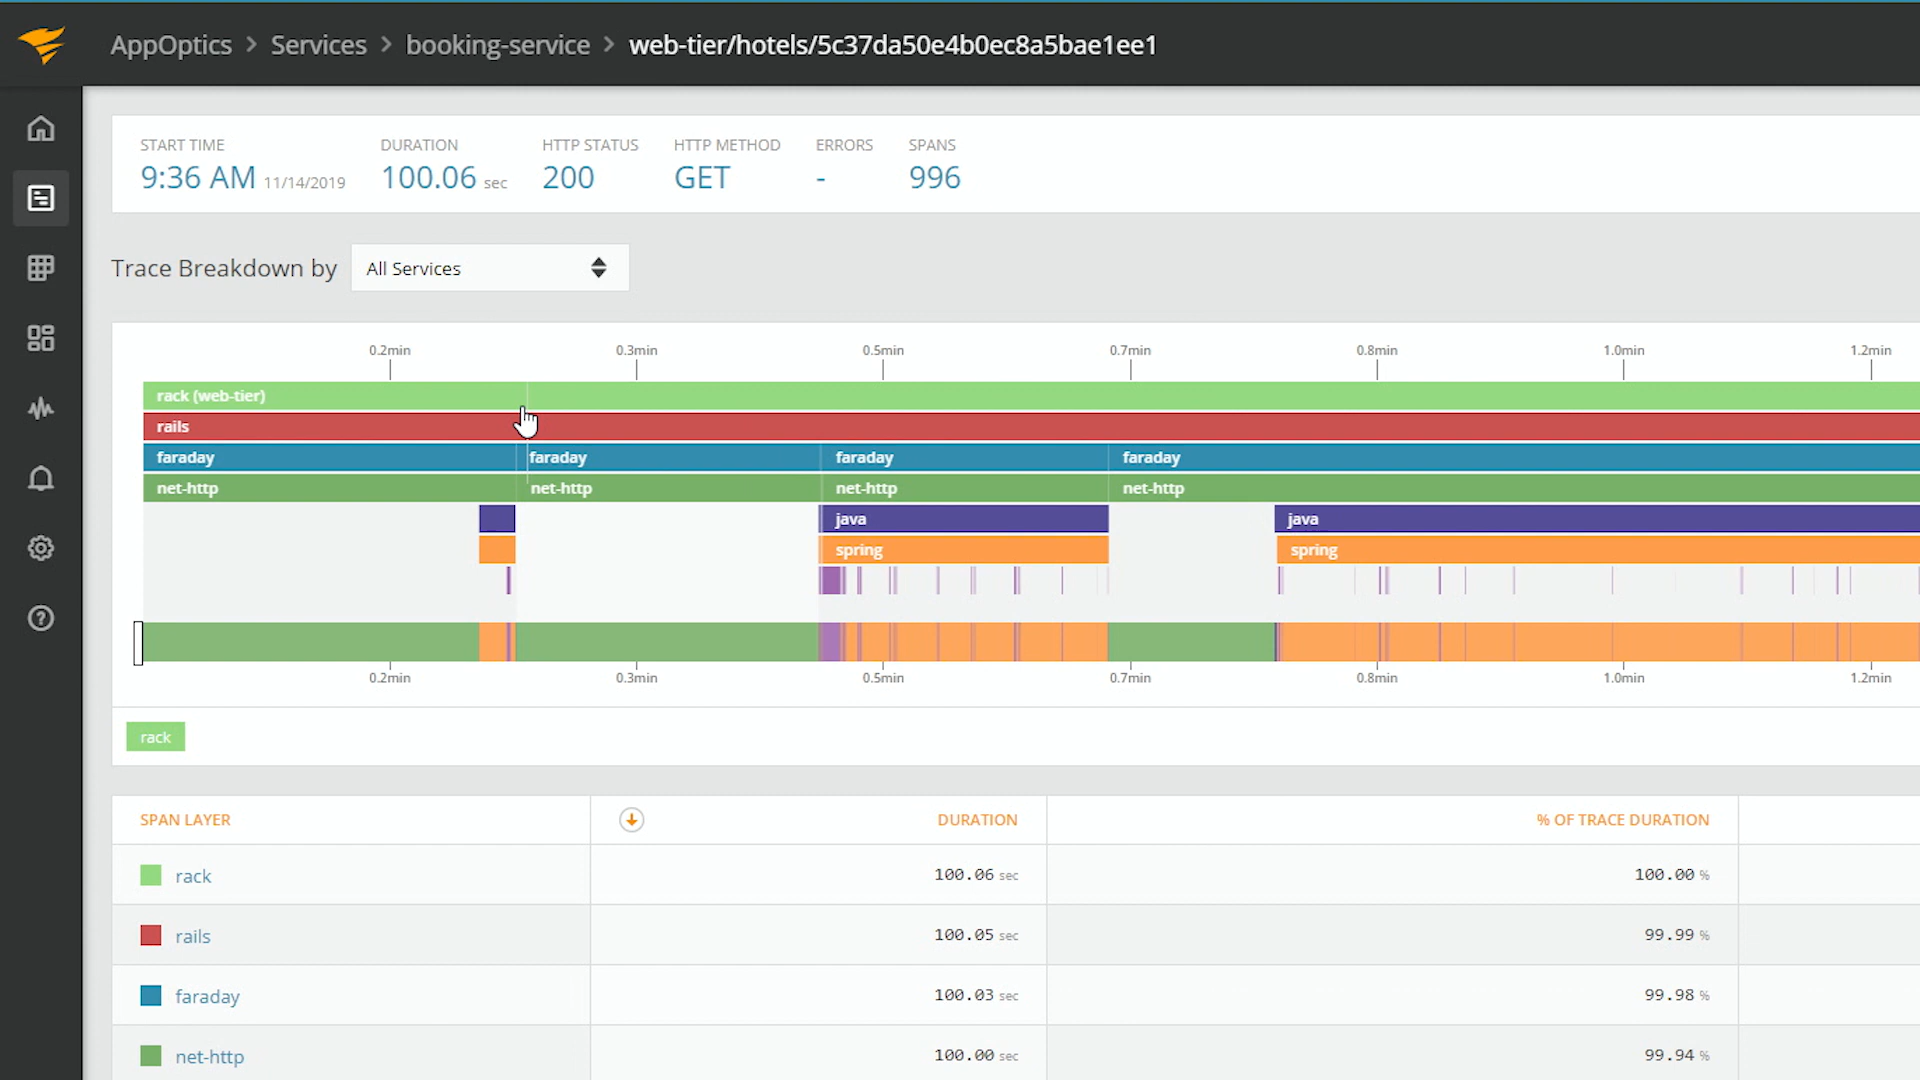 AppOptics > Services > booking-service > web-tier/hotels/5c37da50e4b0ec8a5bae1ee1
START TIME DURATION HTTP STATUS HTTP METHOD ERRORS SPANS
9:36 AM 11/14/2019 100.06 sec 200 GET - 996
Trace Breakdown by All Services
0.2min 0.3min 0.5min 0.7min 0.8min 1.0min 1.2min
rack (web-tier)
rails
faraday faraday faraday faraday
net-http net-http net-http net-http
java java
spring spring
0.2min 0.3min 0.5min 0.7min 0.8min 1.0min 1.2min
rack
SPAN LAYER DURATION % OF TRACE DURATION
rack 100.06 sec 100.00 %
rails 100.05 sec 99.99 %
faraday 100.03 sec 99.98 %
net-http 100.00 sec 99.94 %